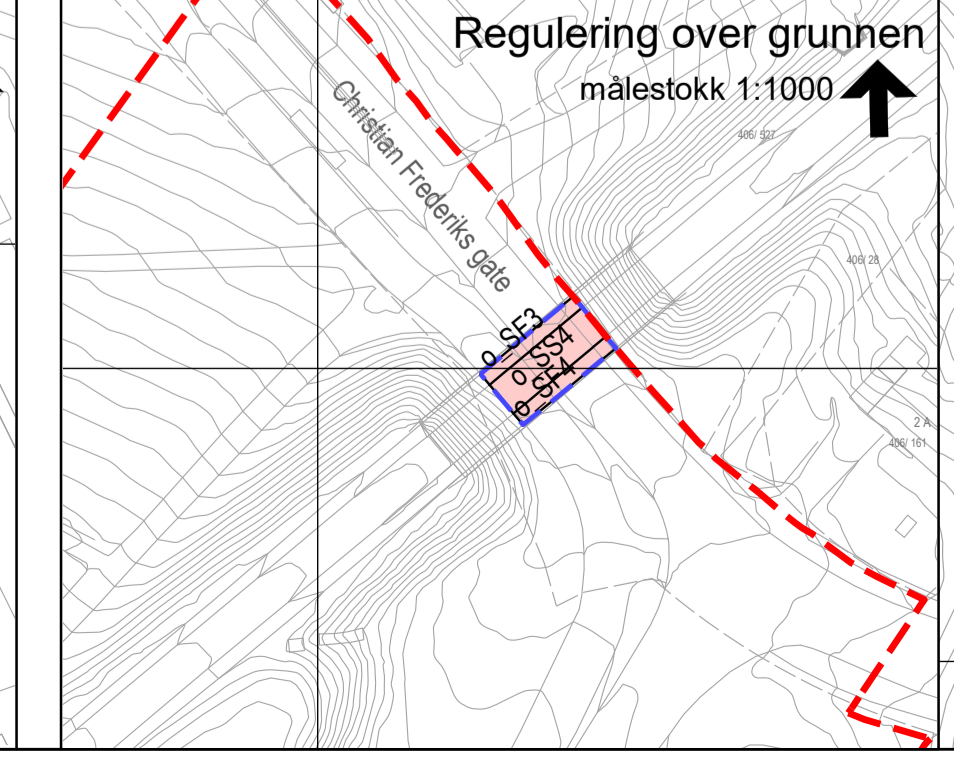 Regulering over grunnen
målestokk 1:1000
Christian Frederiks gate
406/ 527
406/ 28
o_SF3
o_SS4
o_SF4
2 A
406/ 161